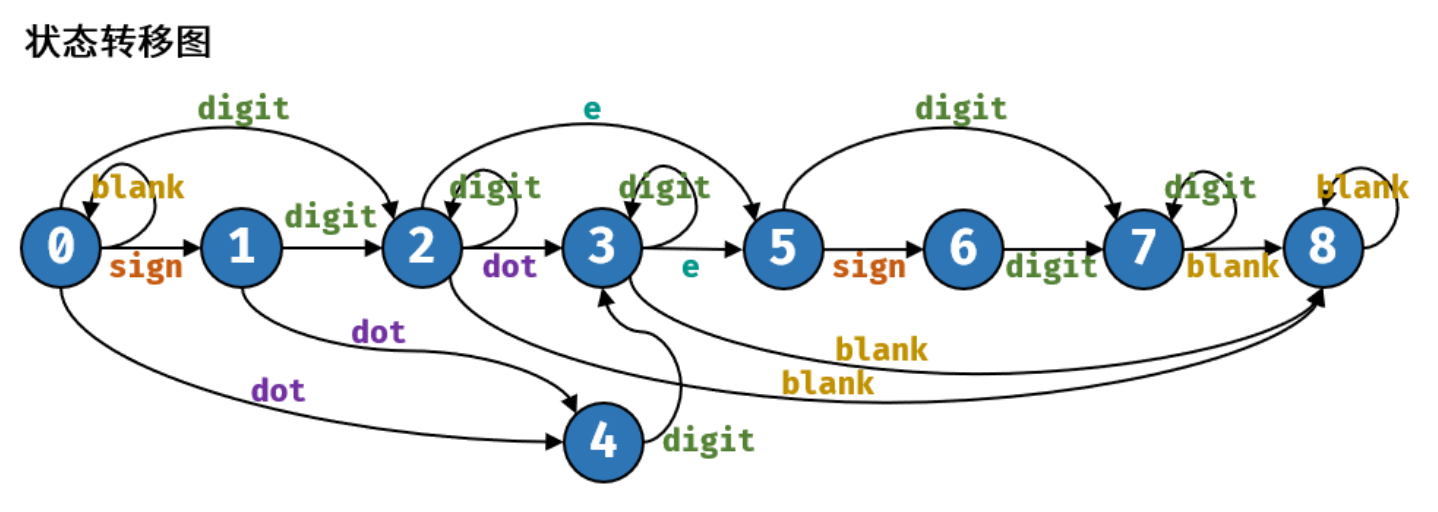 状态转移图
digit e digit
blank digit digit digit blank
digit
0 1 2 3 5 6 7 8
sign dot e sign digit blank
dot
blank
blank
dot
4 digit